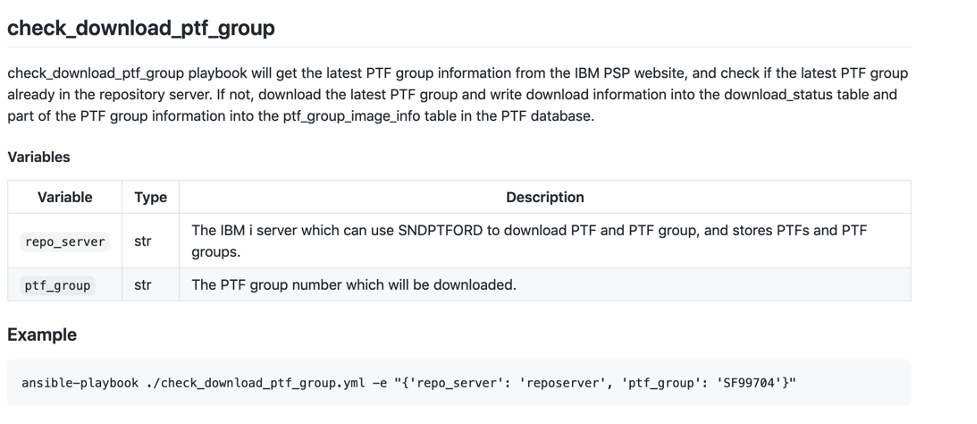 check_download_ptf_group
check_download_ptf_group playbook will get the latest PTF group information from the IBM PSP website, and check if the latest PTF group
already in the repository server. If not, download the latest PTF group and write download information into the download_status table and
part of the PTF group information into the ptf_group_image_info table in the PTF database.
Variables
Variable Type Description
repo_server str The IBM i server which can use SNDPTFORD to download PTF and PTF group, and stores PTFs and PTF
groups.
ptf_group str The PTF group number which will be downloaded.
Example
ansible-playbook ./check_download_ptf_group.yml -e "{'repo_server': 'reposerver', 'ptf_group': 'SF99704'}"